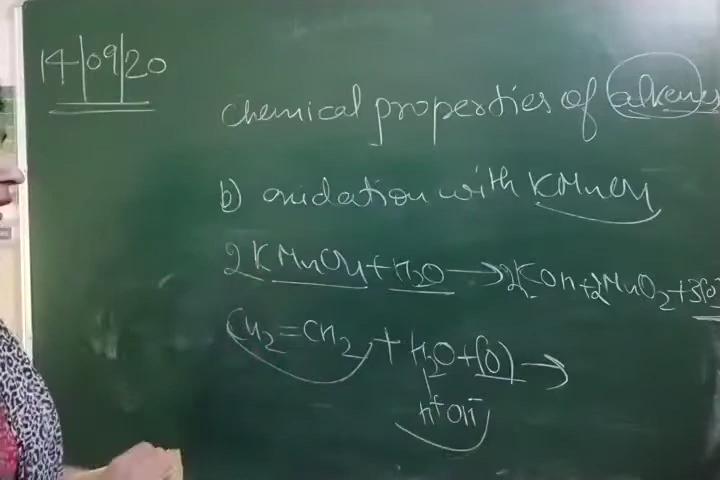 14|09|20
chemical properties of alkenes
b) oxidation with KMnO4
2KMnO4+H2O→2KOH+2MnO2+3[O]
CH2=CH2+H2O+[O]→
H+OH-